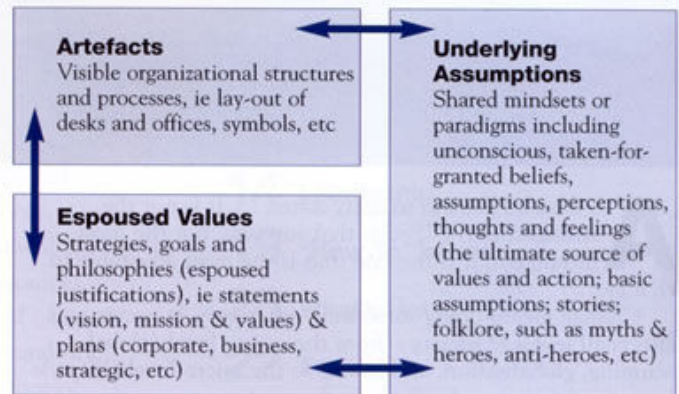 Artefacts
Visible organizational structures
and processes, ie lay-out of
desks and offices, symbols, etc
Espoused Values
Strategies, goals and
philosophies (espoused
justifications), ie statements
(vision, mission & values) &
plans (corporate, business,
strategic, etc)
Underlying
Assumptions
Shared mindsets or
paradigms including
unconscious, taken-for-
granted beliefs,
assumptions, perceptions,
thoughts and feelings
(the ultimate source of
values and action; basic
assumptions; stories;
folklore, such as myths &
heroes, anti-heroes, etc)